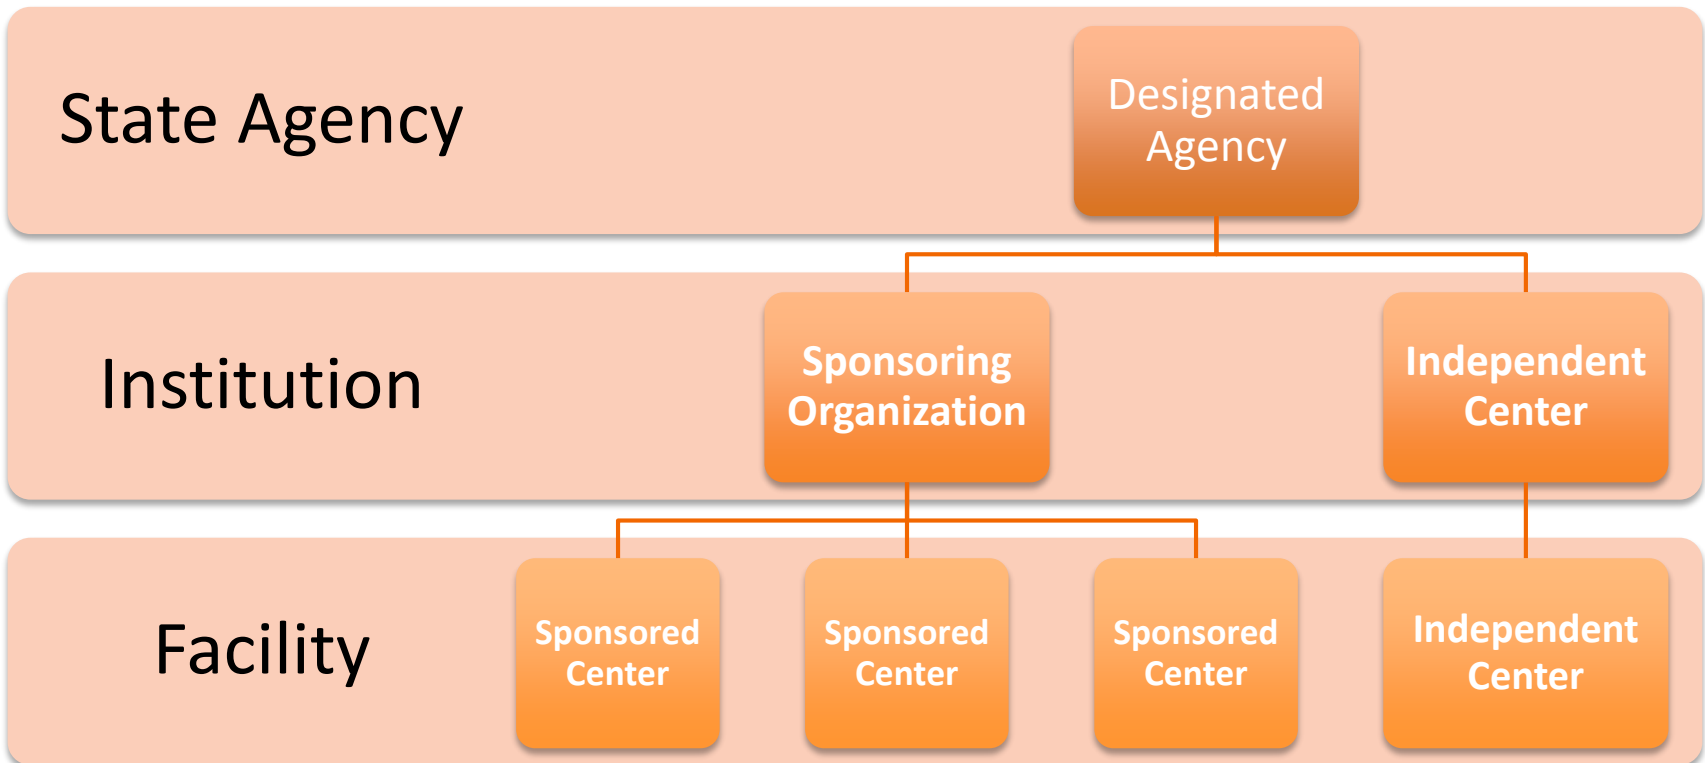 State Agency
Designated
Agency
Institution
Sponsoring
Organization
Independent
Center
Facility
Sponsored
Center
Sponsored
Center
Sponsored
Center
Independent
Center